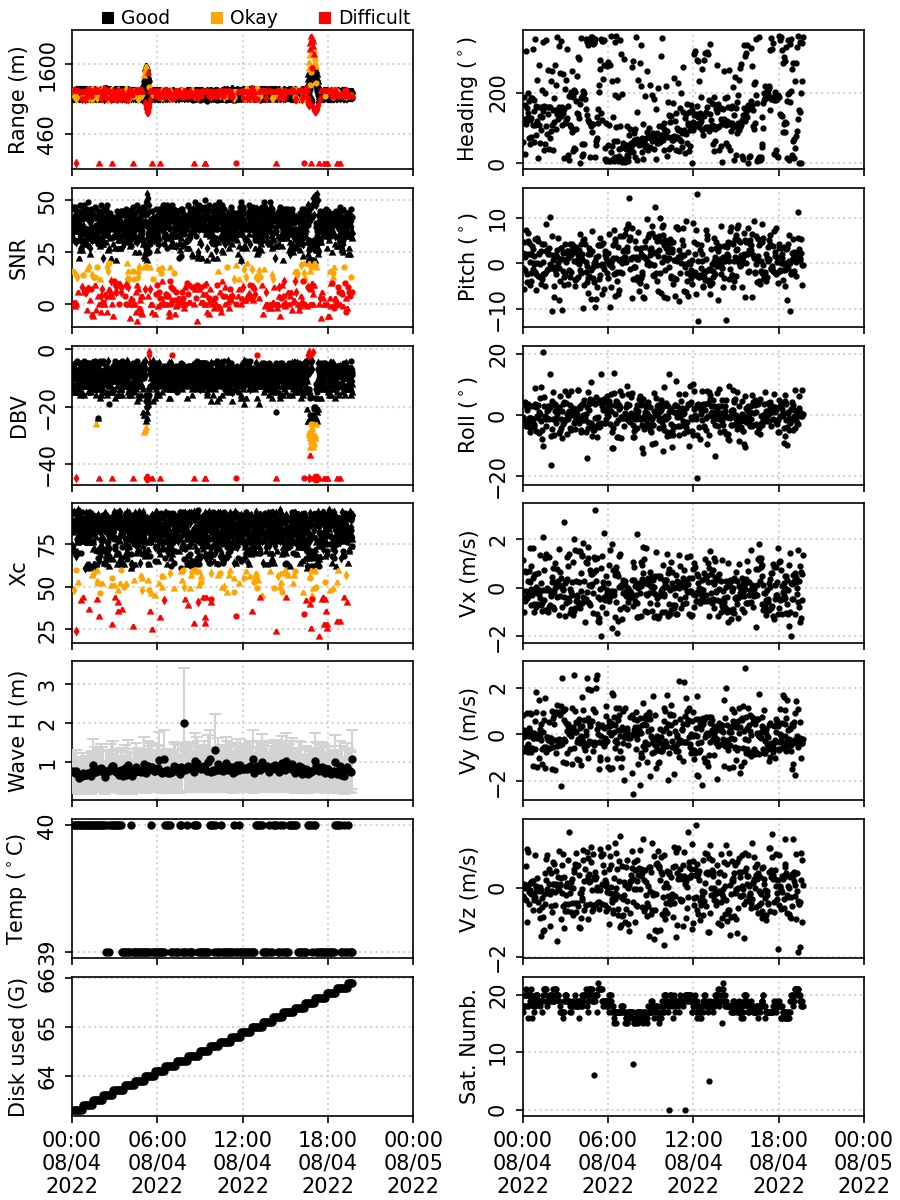 Good Okay Difficult
Range (m)
1600
460
Heading (°)
200
0
SNR
50
25
0
Pitch (°)
10
0
−10
DBV
0
−20
−40
Roll (°)
20
0
−20
Xc
75
50
25
Vx (m/s)
2
0
−2
Wave H (m)
3
2
1
Vy (m/s)
2
0
−2
Temp (°C)
40
39
Vz (m/s)
0
−2
Disk used (G)
66
65
64
Sat. Numb.
20
10
0
00:00 06:00 12:00 18:00 00:00
08/04 08/04 08/04 08/04 08/05
2022 2022 2022 2022 2022
00:00 06:00 12:00 18:00 00:00
08/04 08/04 08/04 08/04 08/05
2022 2022 2022 2022 2022